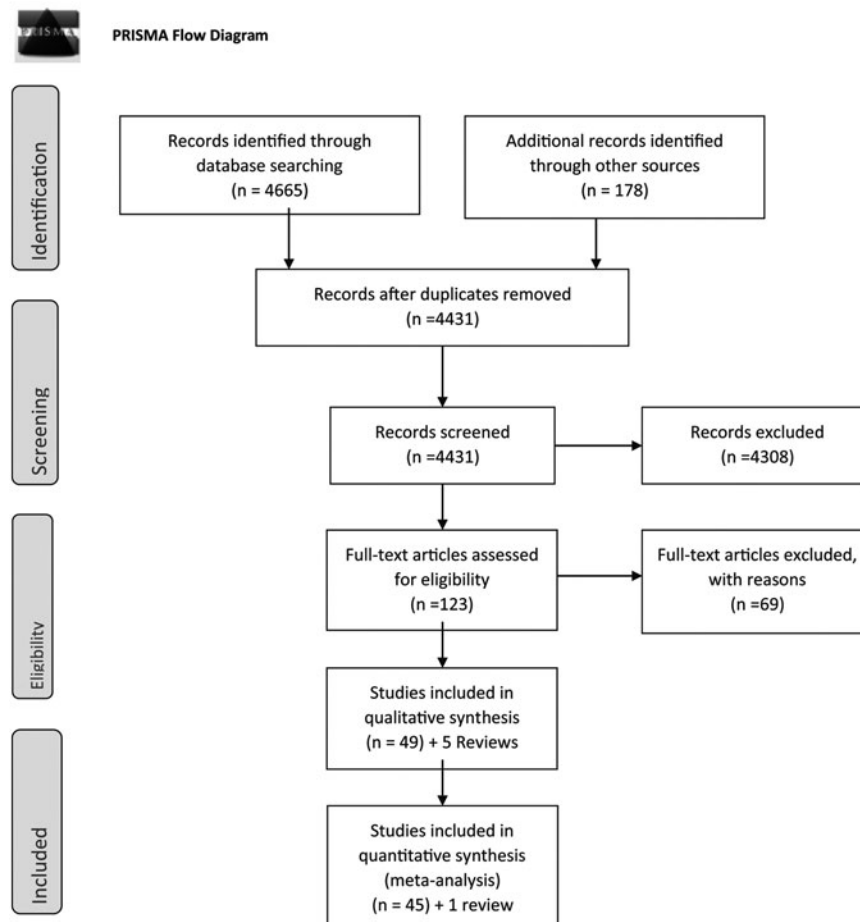 PRISMA
PRISMA Flow Diagram
Identification
Records identified through
database searching
(n = 4665)
Additional records identified
through other sources
(n = 178)
Records after duplicates removed
(n =4431)
Screening
Records screened
(n =4431)
Records excluded
(n =4308)
Eligibility
Full-text articles assessed
for eligibility
(n =123)
Full-text articles excluded,
with reasons
(n =69)
Studies included in
qualitative synthesis
(n = 49) + 5 Reviews
Included
Studies included in
quantitative synthesis
(meta-analysis)
(n = 45) + 1 review